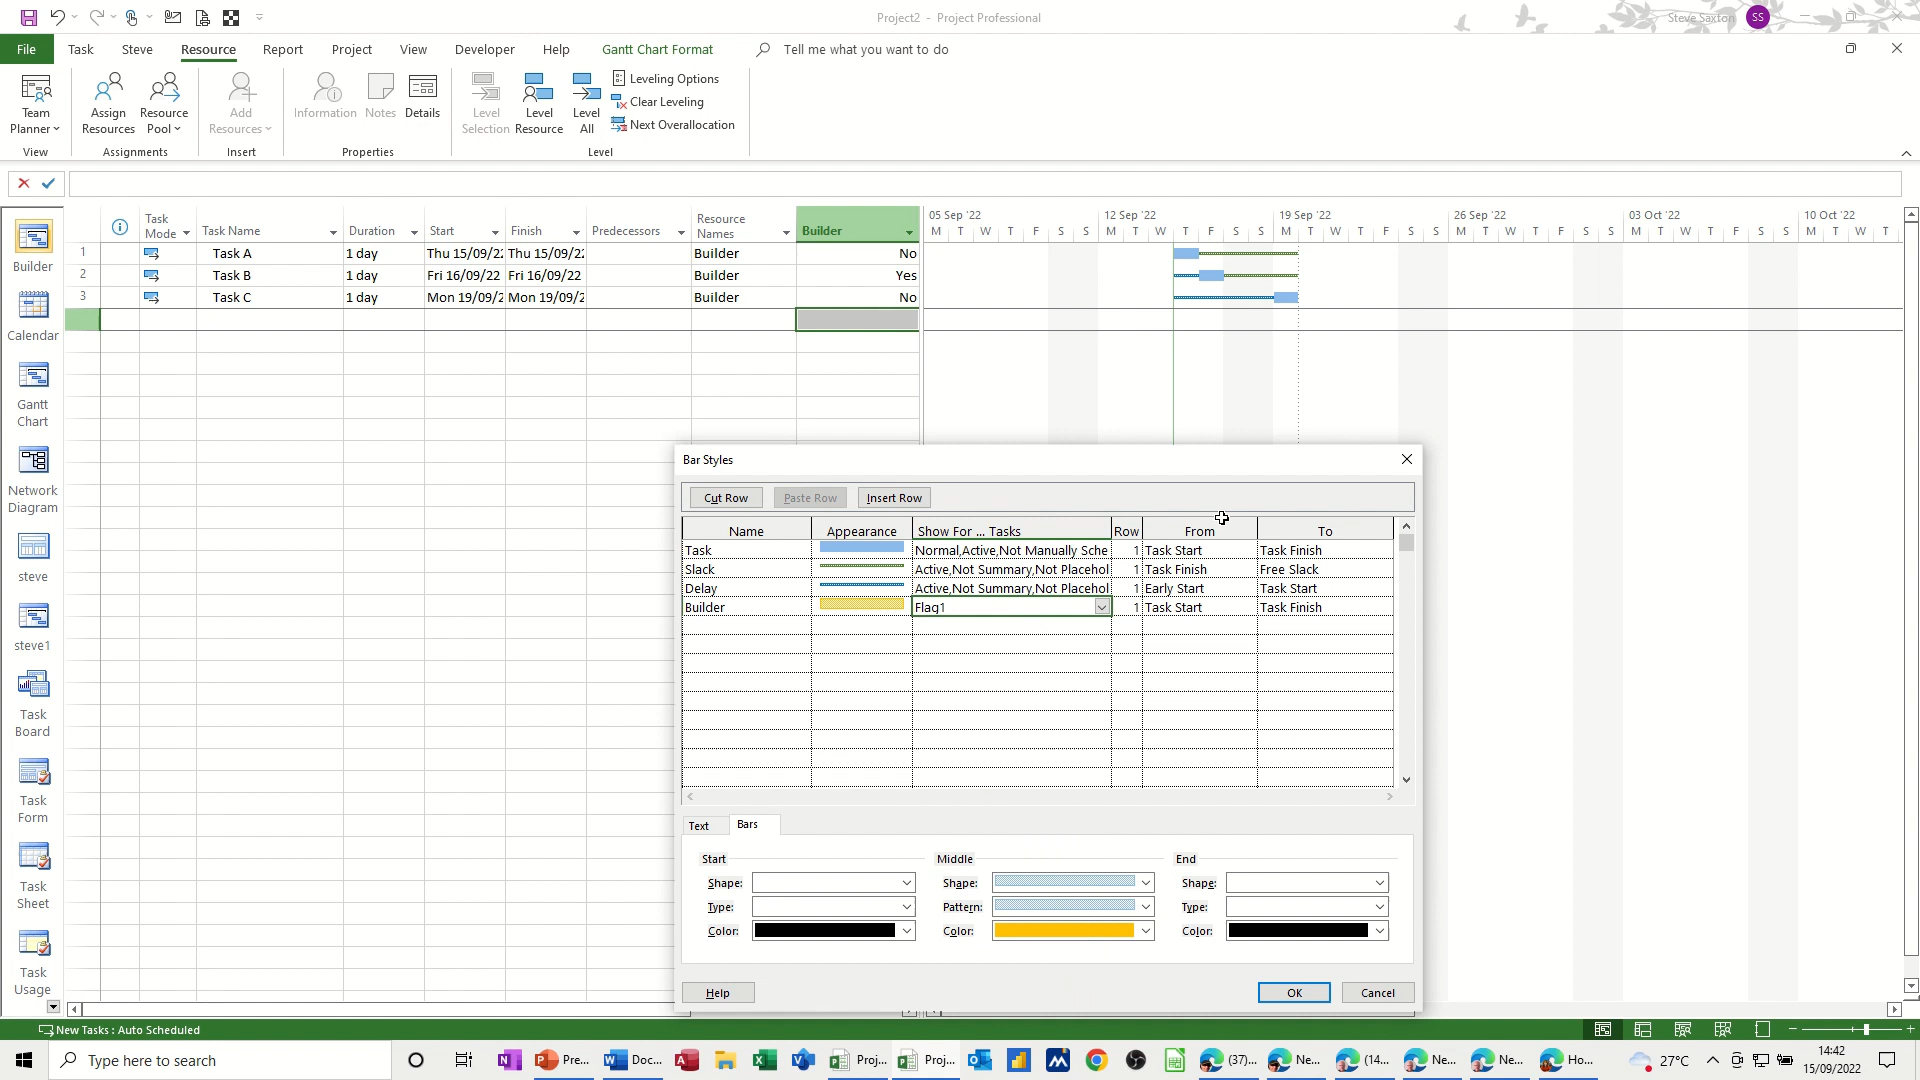 Project2 - Project Professional
Steve Saxton
SS
File Task Steve Resource Report Project View Developer Help Gantt Chart Format Tell me what you want to do
Team Planner
Assign Resources
Resource Pool
Add Resources
Information
Notes
Details
Level Selection
Level Resource
Level All
Leveling Options
Clear Leveling
Next Overallocation
View Assignments Insert Properties Level
Task Mode Task Name Duration Start Finish Predecessors Resource Names Builder
05 Sep '22 12 Sep '22 19 Sep '22 26 Sep '22 03 Oct '22 10 Oct '22
M T W T F S S M T W T F S S M T W T F S S M T W T F S S M T W T F S S M T W T
1 Task A 1 day Thu 15/09/2 Thu 15/09/2 Builder No
2 Task B 1 day Fri 16/09/22 Fri 16/09/22 Builder Yes
3 Task C 1 day Mon 19/09/2 Mon 19/09/2 Builder No
Builder
Calendar
Gantt
Chart
Network
Diagram
steve
steve1
Task
Board
Task
Form
Task
Sheet
Task
Usage
Bar Styles
Cut Row Paste Row Insert Row
Name Appearance Show For ... Tasks Row From To
Task Normal,Active,Not Manually Sche 1 Task Start Task Finish
Slack Active,Not Summary,Not Placehol 1 Task Finish Free Slack
Delay Active,Not Summary,Not Placehol 1 Early Start Task Start
Builder Flag1 1 Task Start Task Finish
Text Bars
Start Middle End
Shape: Shape: Shape:
Type: Pattern: Type:
Color: Color: Color:
Help OK Cancel
New Tasks : Auto Scheduled
Type here to search
Pre... Doc... Proj... Proj... (37)... Ne... (14... Ne... Ne... Ho...
27°C
14:42
15/09/2022